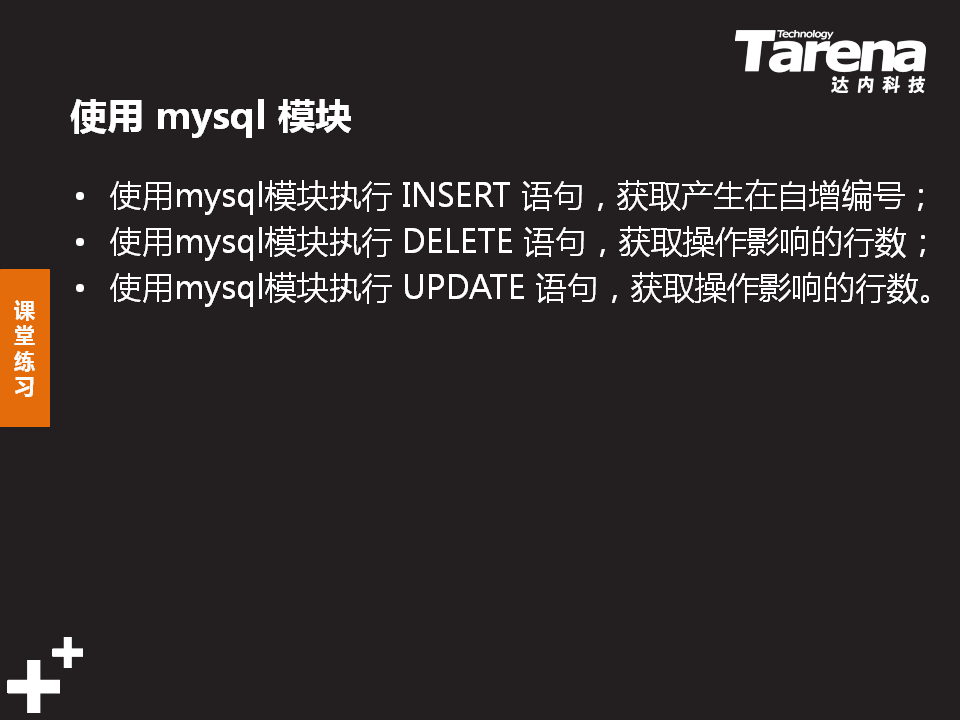 Technology
Tarena
达内科技
使用 mysql 模块
• 使用mysql模块执行 INSERT 语句，获取产生在自增编号；
• 使用mysql模块执行 DELETE 语句，获取操作影响的行数；
• 使用mysql模块执行 UPDATE 语句，获取操作影响的行数。
课
堂
练
习